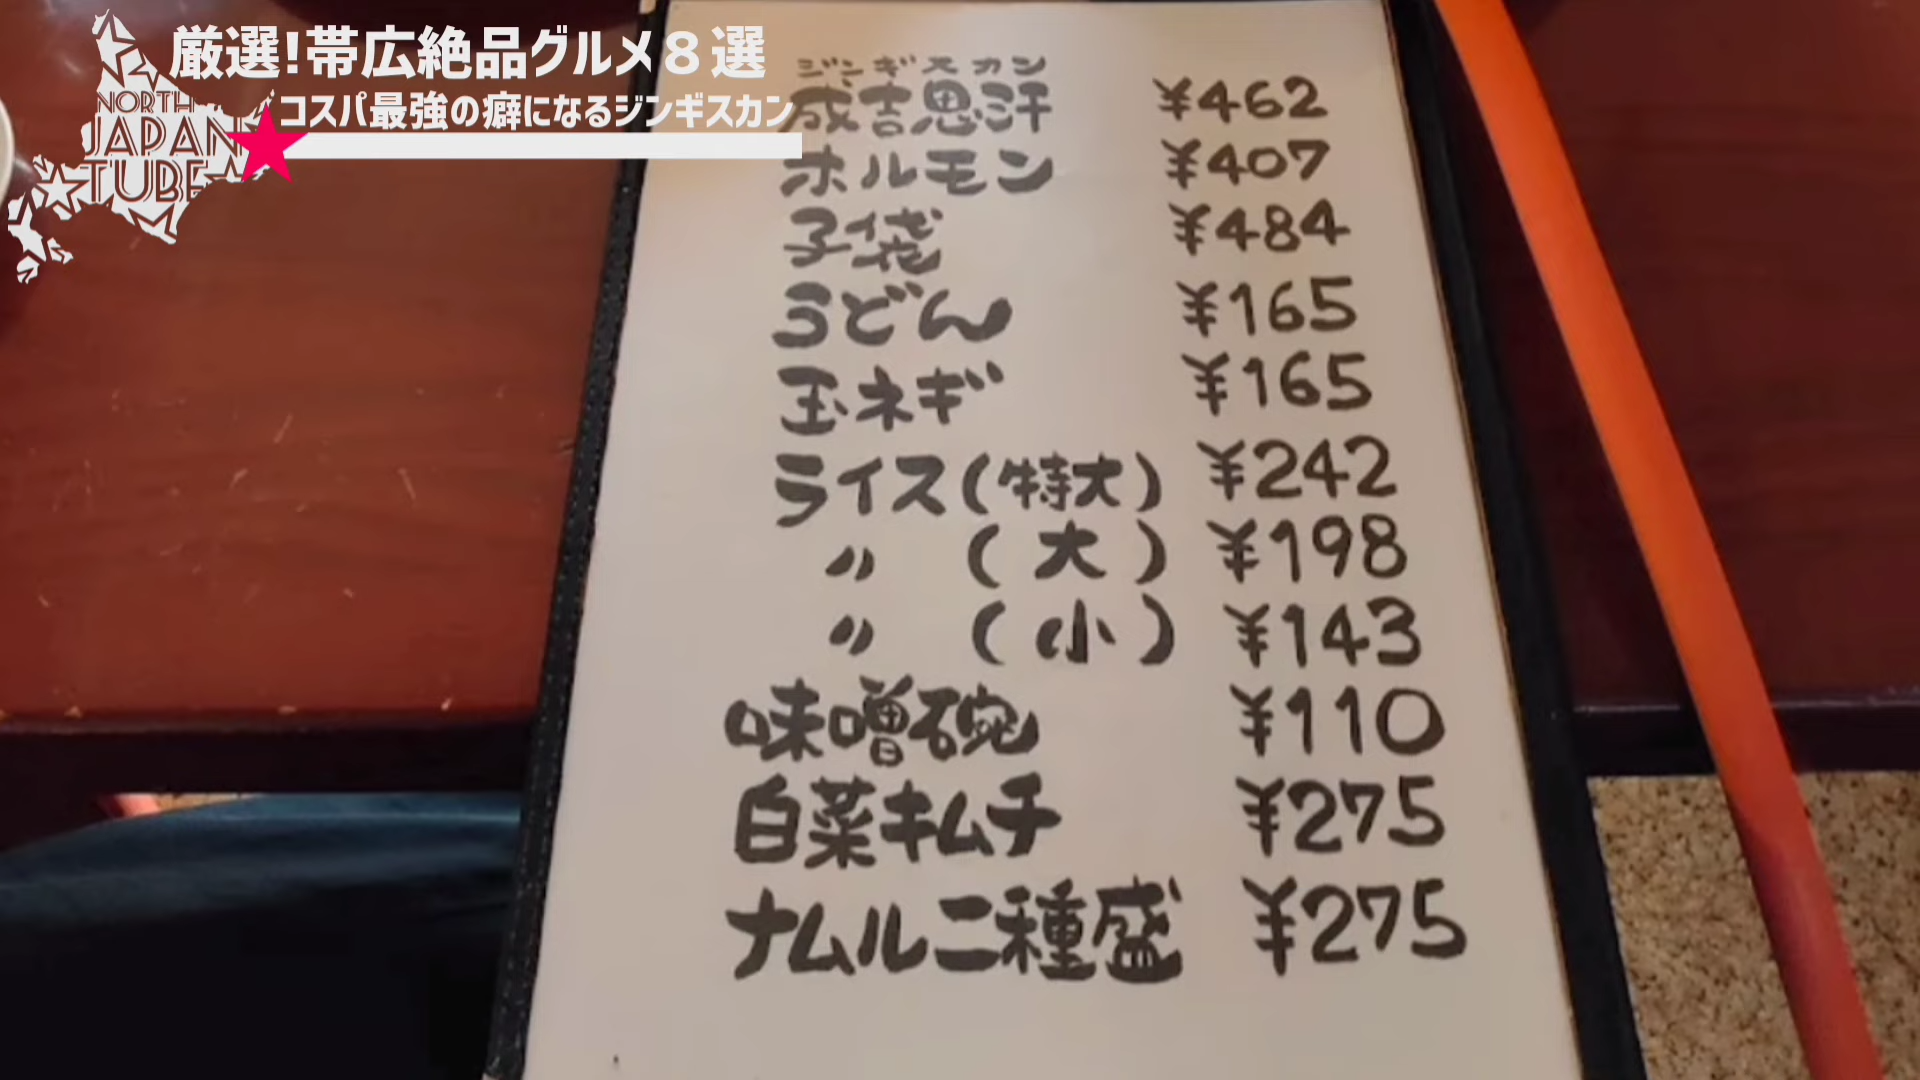 厳選!帯広絶品グルメ8選
コスパ最強の癖になるジンギスカン
NORTH
JAPAN
TUBE
ジンギスカン
成吉思汗 ¥462
ホルモン ¥407
子袋 ¥484
うどん ¥165
玉ネギ ¥165
ライス(特大) ¥242
〃 (大) ¥198
〃 (小) ¥143
味噌碗 ¥110
白菜キムチ ¥275
ナムル二種盛 ¥275